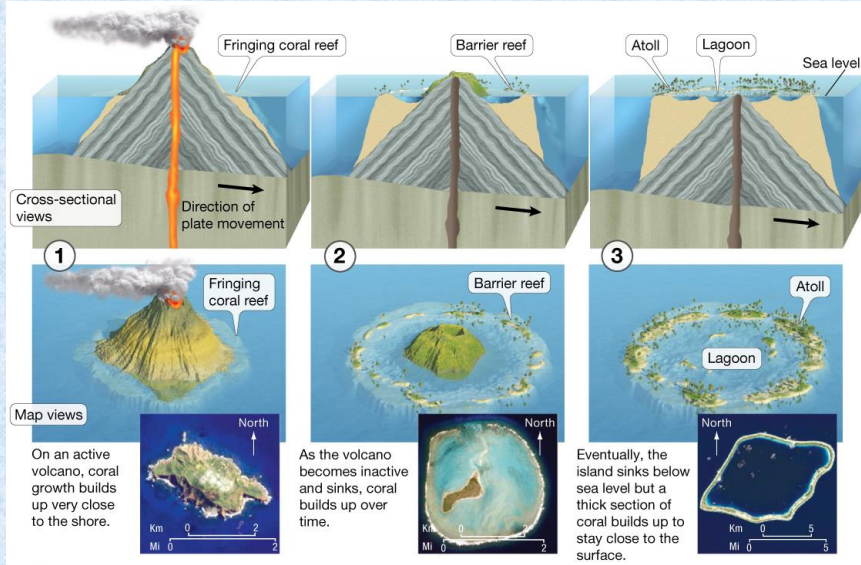 Fringing coral reef
Barrier reef
Atoll
Lagoon
Sea level
Cross-sectional
views
Direction of
plate movement
1
2
3
Fringing
coral reef
Barrier reef
Atoll
Lagoon
Map views
On an active
volcano, coral
growth builds
up very close
to the shore.
North
Km 0 2
Mi 0 2
As the volcano
becomes inactive
and sinks, coral
builds up over
time.
North
Km 0 2
Mi 0 2
Eventually, the
island sinks below
sea level but a
thick section of
coral builds up to
stay close to the
surface.
North
Km 0 5
Mi 0 5